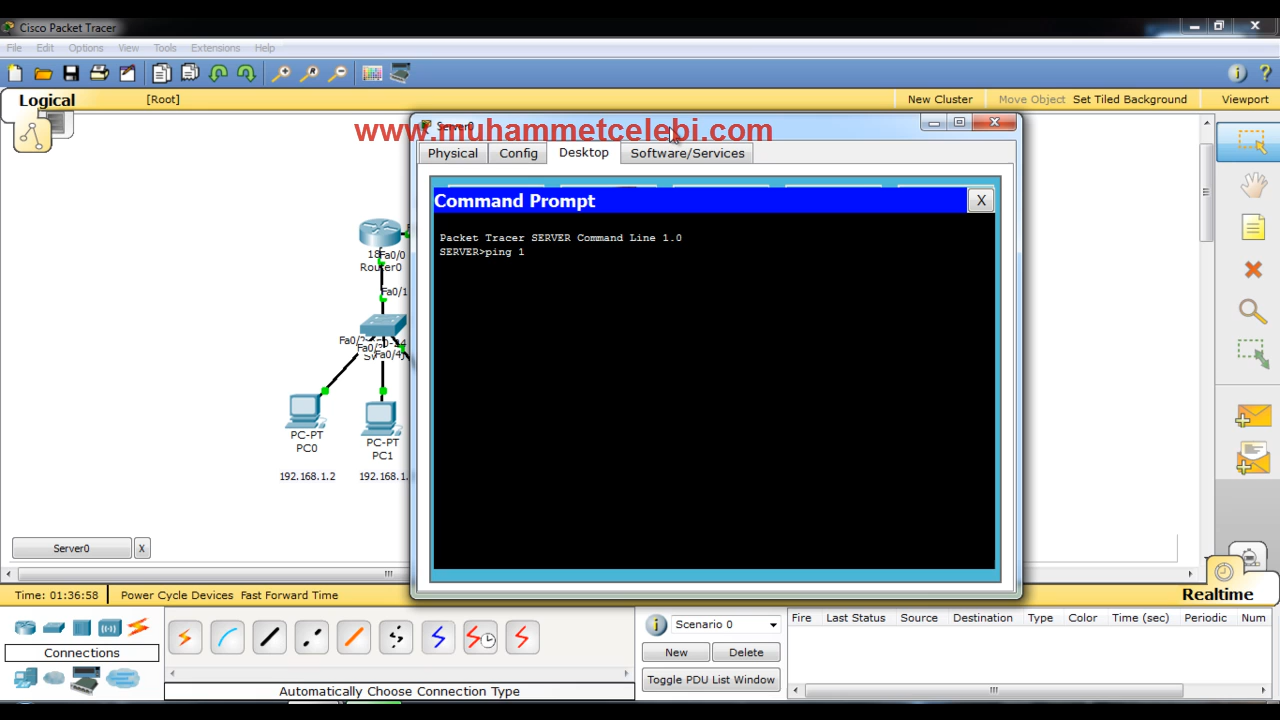 Cisco Packet Tracer
File Edit Options View Tools Extensions Help
Logical
[Root]
New Cluster
Move Object
Set Tiled Background
Viewport
www.muhammetcelebi.com
Server0
Physical
Config
Desktop
Software/Services
Command Prompt
X
Packet Tracer SERVER Command Line 1.0
SERVER>ping 1
Fa0/0
Router0
Fa0/1
PC-PT
PC0
192.168.1.2
PC-PT
PC1
192.168.1.
Server0
X
Time: 01:36:58
Power Cycle Devices Fast Forward Time
Realtime
Connections
Automatically Choose Connection Type
Scenario 0
New
Delete
Toggle PDU List Window
Fire
Last Status
Source
Destination
Type
Color
Time (sec)
Periodic
Num